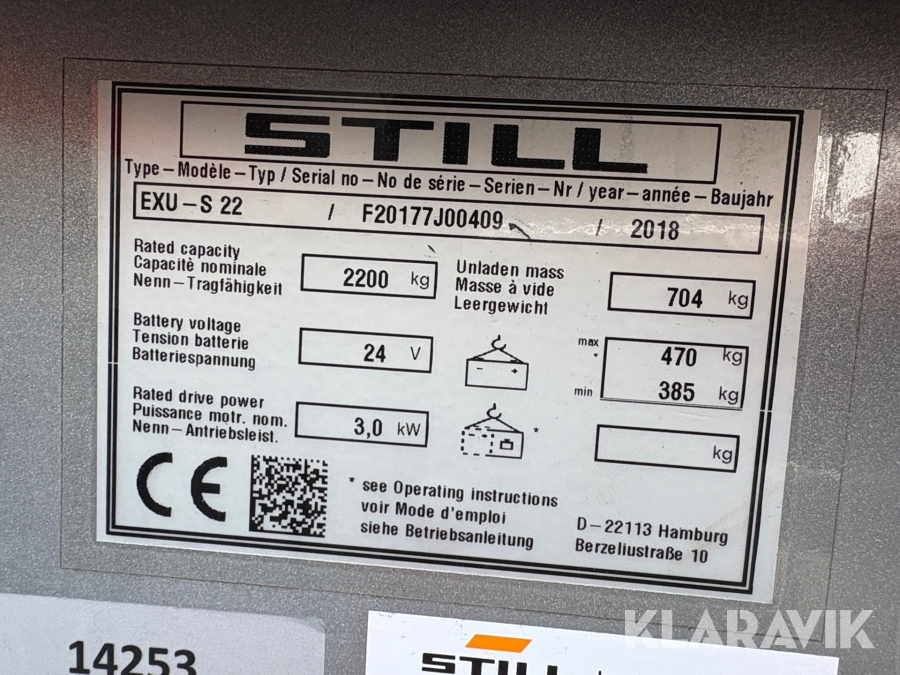 STILL
Type – Modèle – Typ / Serial no – No de série – Serien – Nr / year – année – Baujahr
EXU – S 22 / F20177J00409 / 2018
Rated capacity
Capacitè nominale
Nenn – Tragfähigkeit
2200 kg
Unladen mass
Masse à vide
Leergewicht
704 kg
Battery voltage
Tension batterie
Batteriespannung
24 V
- +
max
*
470 kg
min
385 kg
Rated drive power
Puissance motr. nom.
Nenn – Antriebsleist.
3,0 kW
- +
*
kg
CE
* see Operating instructions
voir Mode d'emploi
siehe Betriebsanleitung
D – 22113 Hamburg
Berzeliustraße 10
14253
STILL
KLARAVIK